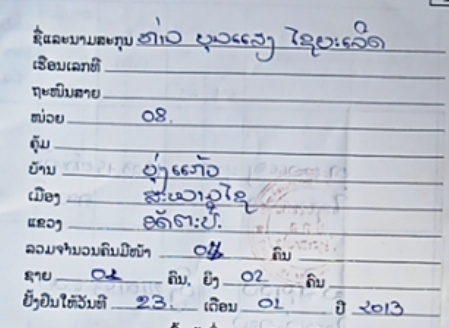 ຊື່ແລະນາມສະກຸນ ທ່າວ ບຸນແສງ ໄຊຍະເລີດ
ເຮືອນເລກທີ
ຖະໜົນສາຍ
ໜ່ວຍ 08.
ຄຸ້ມ
ບ້ານ ບຸ່ງແກ້ວ
ເມືອງ ສະໜາມໄຊ
ແຂວງ ອັດຕະປື.
ລວມຈຳນວນຄົນມີໜ້າ 04 ຄົນ
ຊາຍ 02 ຄົນ, ຍິງ 02 ຄົນ
ຢັ້ງຢືນໃຫ້ວັນທີ 23. ເດືອນ 01 ປີ 2013